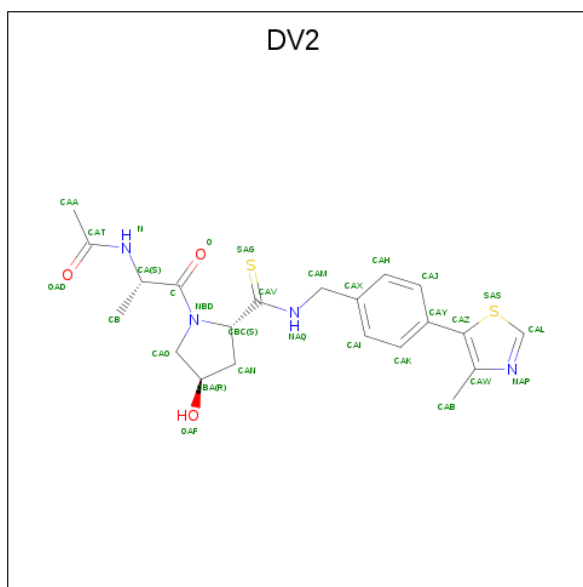 DV2
CAA
CAT
H
N
N
OAD
O
CA(S)
O
C
CB
SAG
S
NBD
N
CAV
CBC(S)
CAO
CAN
BA(R)
HO
OAF
N
H
NAQ
CAM
CAX
CAH
CAJ
CAI
CAK
CAY
CAZ
SAS
S
CAL
N
NAP
CAW
CAB
O